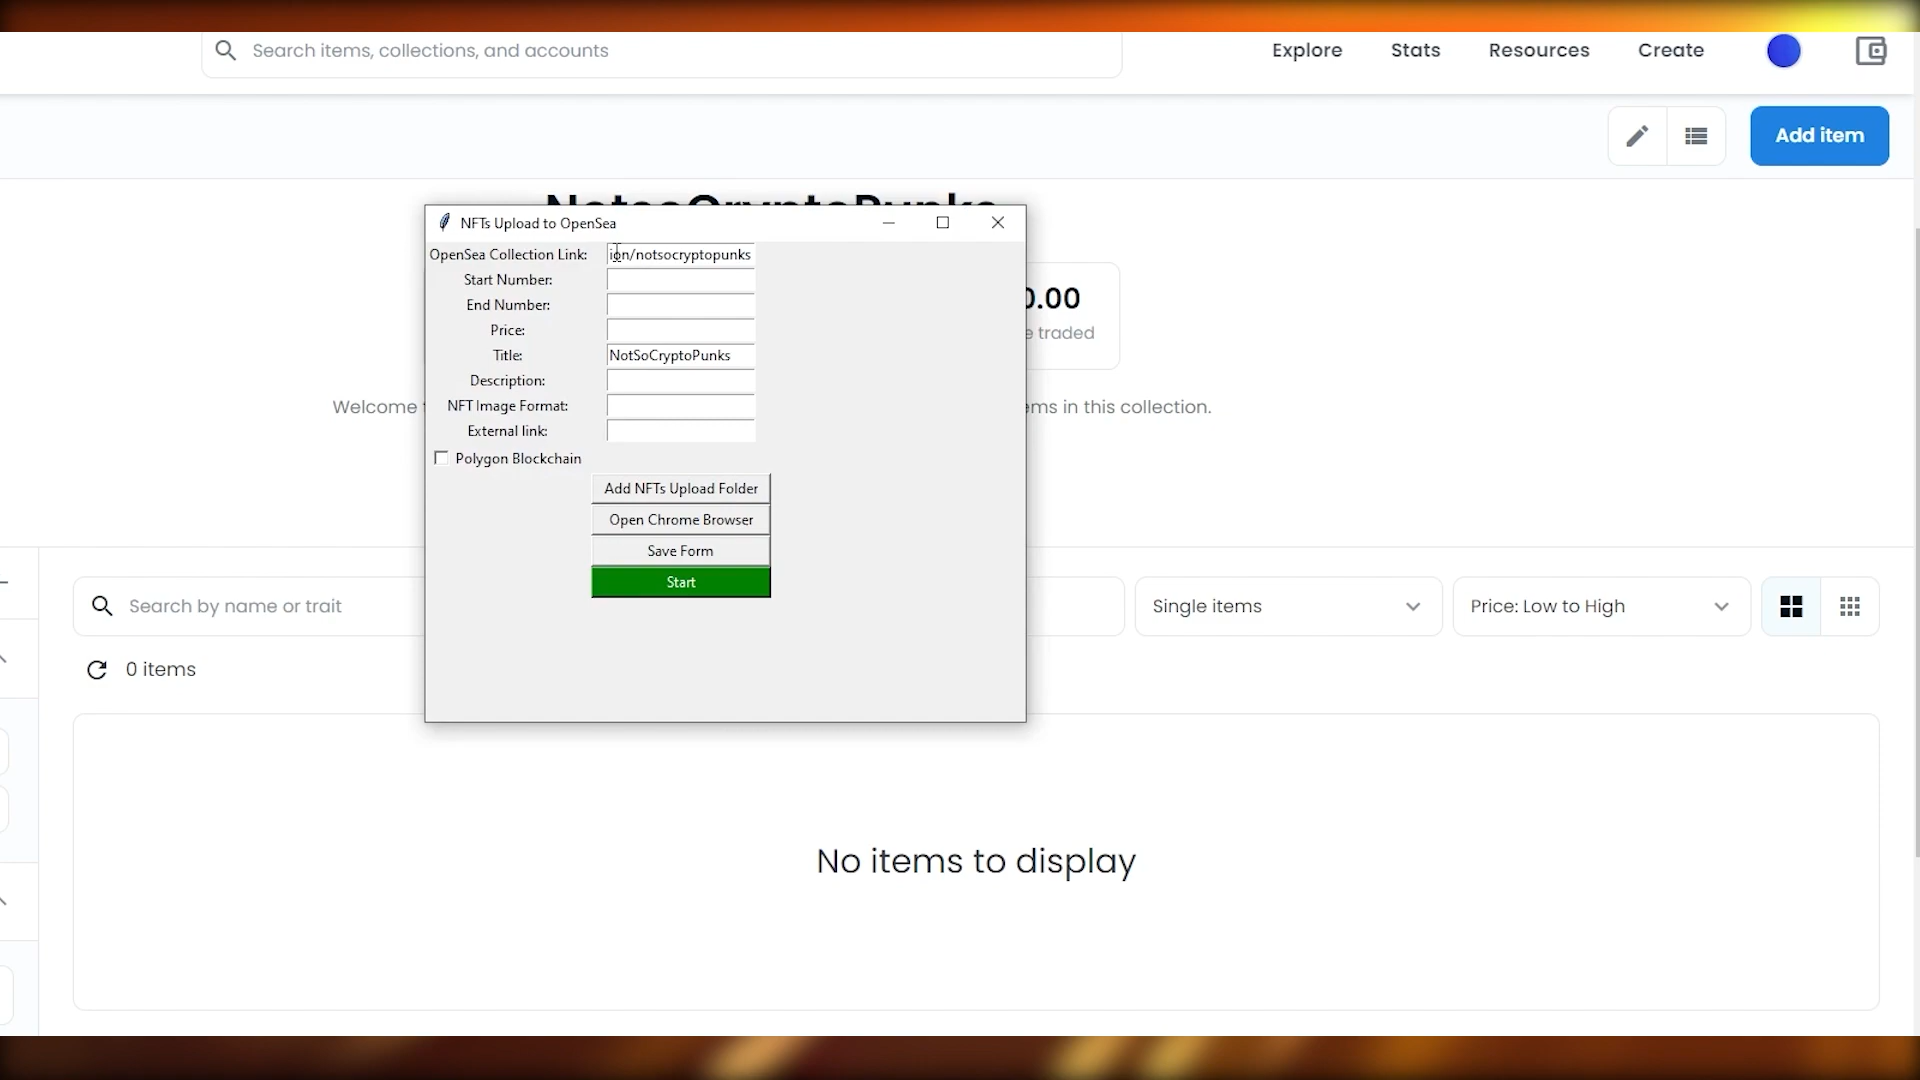 Search items, collections, and accounts
Explore
Stats
Resources
Create
Add item
NotsoCryptoPunks
NFTs Upload to OpenSea
OpenSea Collection Link: ion/notsocryptopunks
Start Number:
End Number:
Price:
Title: NotSoCryptoPunks
Description:
NFT Image Format:
External link:
Polygon Blockchain
Add NFTs Upload Folder
Open Chrome Browser
Save Form
Start
0.00
traded
Welcome
in this collection.
Search by name or trait
Single items
Price: Low to High
0 items
No items to display